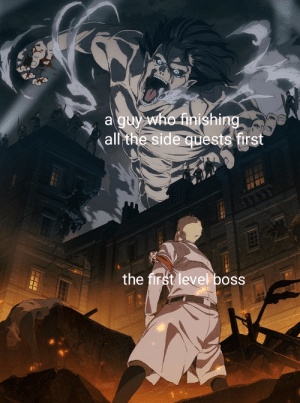 a guy who finishing
all the side quests first
the first level boss